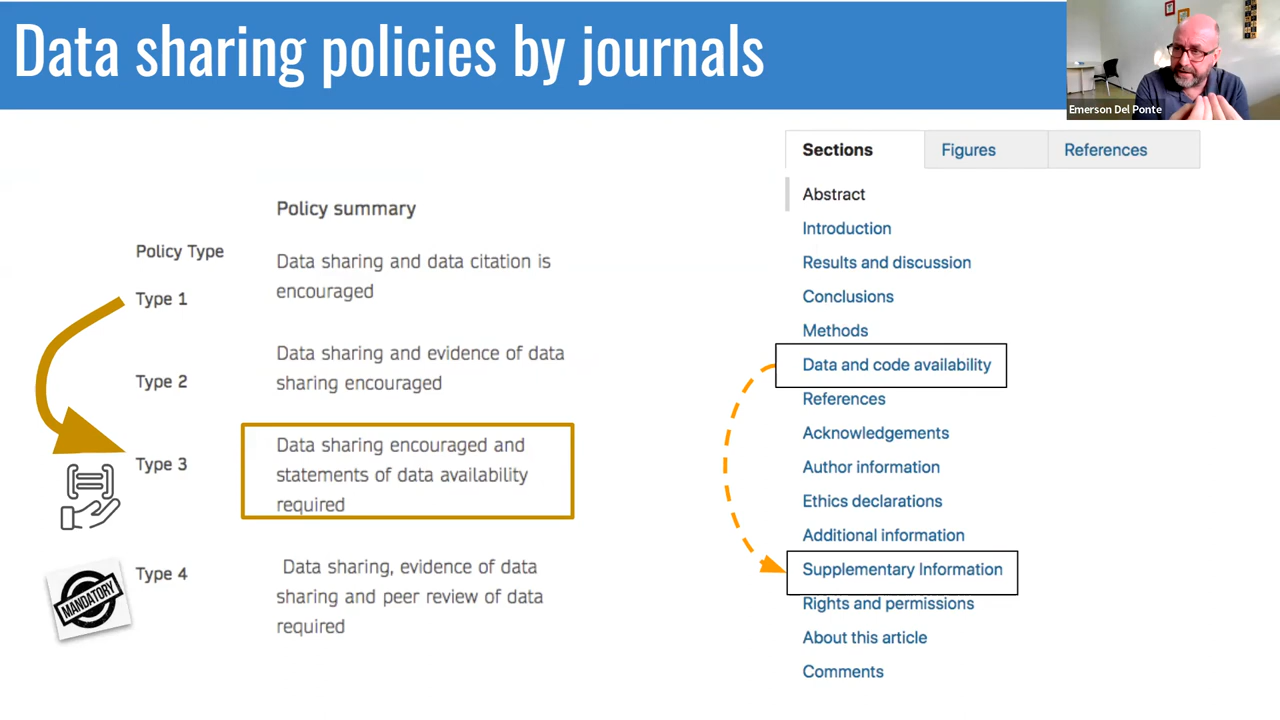 Data sharing policies by journals
Emerson Del Ponte
Policy summary
Policy Type
Data sharing and data citation is
encouraged
Type 1
Data sharing and evidence of data
sharing encouraged
Type 2
Data sharing encouraged and
statements of data availability
required
Type 3
Data sharing, evidence of data
sharing and peer review of data
required
Type 4
MANDATORY
Sections
Figures
References
Abstract
Introduction
Results and discussion
Conclusions
Methods
Data and code availability
References
Acknowledgements
Author information
Ethics declarations
Additional information
Supplementary Information
Rights and permissions
About this article
Comments